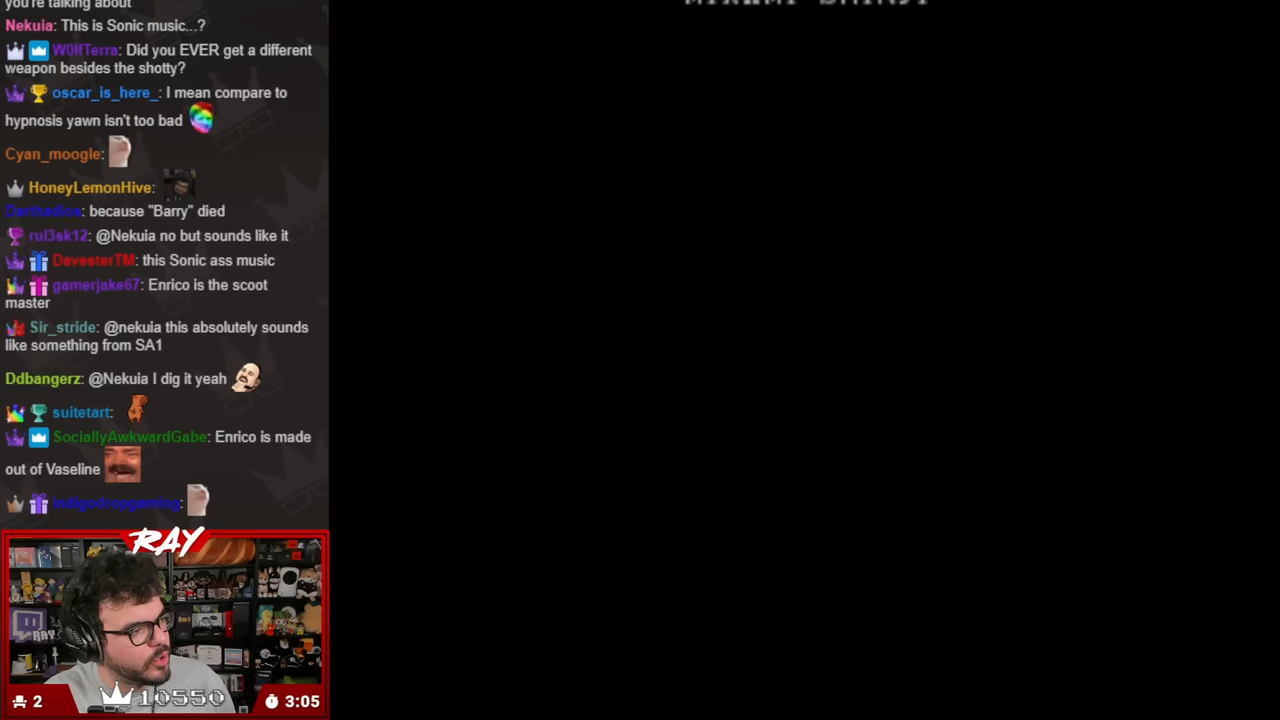 you're talking about
Nekuia: This is Sonic music...?
W0lfTerra: Did you EVER get a different
weapon besides the shotty?
oscar_is_here_: I mean compare to
hypnosis yawn isn't too bad
Cyan_moogle:
HoneyLemonHive:
because "Barry" died
rul3sk12: @Nekuia no but sounds like it
DavesterTM: this Sonic ass music
gamerjake67: Enrico is the scoot
master
Sir_stride: @nekuia this absolutely sounds
like something from SA1
Ddbangerz: @Nekuia I dig it yeah
suitetart:
SociallyAwkwardGabe: Enrico is made
out of Vaseline
indigodropgaming:
RAY
RAY
2
10550
3:05